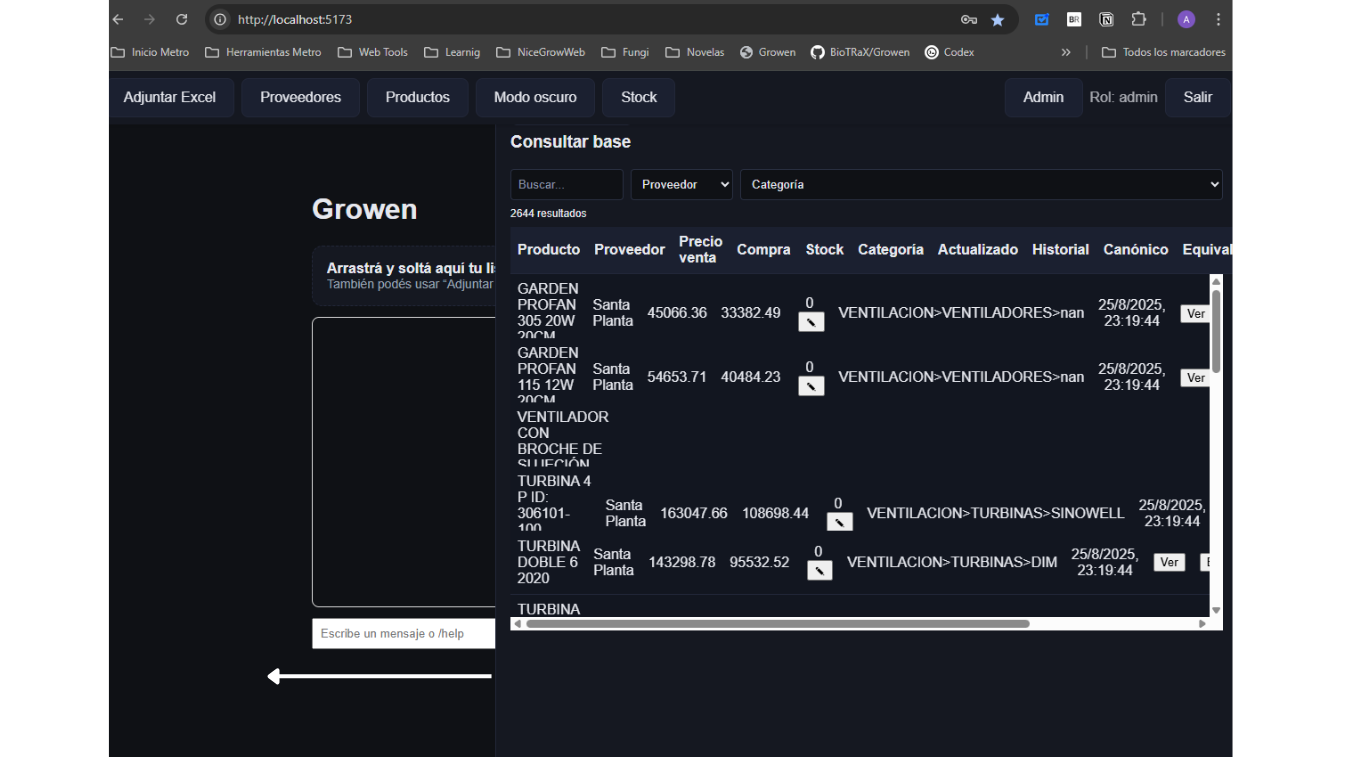 http://localhost:5173
BR
A
Inicio Metro
Herramientas Metro
Web Tools
Learnig
NiceGrowWeb
Fungi
Novelas
Growen
BioTRaX/Growen
Codex
»
Todos los marcadores
Adjuntar Excel
Proveedores
Productos
Modo oscuro
Stock
Admin
Rol: admin
Salir
Growen
Arrastrá y soltá aquí tu li
También podés usar “Adjuntar
Escribe un mensaje o /help
Consultar base
Buscar...
Proveedor
Categoría
2644 resultados
Producto Proveedor Precio venta Compra Stock Categoría Actualizado Historial Canónico Equival
GARDEN
PROFAN
305 20W
20CM
Santa
Planta
45066.36
33382.49
0
VENTILACION>VENTILADORES>nan
25/8/2025,
23:19:44
Ver
GARDEN
PROFAN
115 12W
20CM
Santa
Planta
54653.71
40484.23
0
VENTILACION>VENTILADORES>nan
25/8/2025,
23:19:44
Ver
VENTILADOR
CON
BROCHE DE
SUJECIÓN
TURBINA 4
P ID:
306101-
100
Santa
Planta
163047.66
108698.44
0
VENTILACION>TURBINAS>SINOWELL
25/8/2025,
23:19:44
TURBINA
DOBLE 6
2020
Santa
Planta
143298.78
95532.52
0
VENTILACION>TURBINAS>DIM
25/8/2025,
23:19:44
Ver
TURBINA